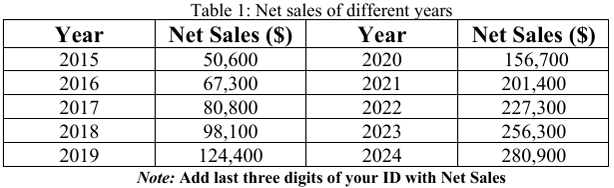 Table 1: Net sales of different years
Year Net Sales ($) Year Net Sales ($)
2015 50,600 2020 156,700
2016 67,300 2021 201,400
2017 80,800 2022 227,300
2018 98,100 2023 256,300
2019 124,400 2024 280,900
Note: Add last three digits of your ID with Net Sales